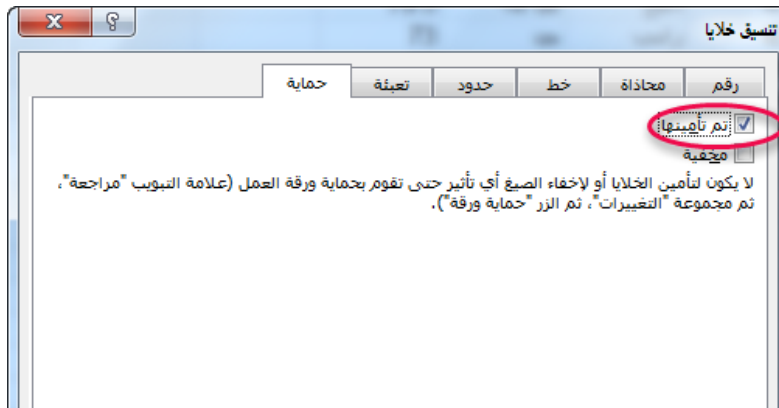 تنسيق خلايا
رقم
محاذاة
خط
حدود
تعبئة
حماية
تم تأمينها
مخفية
لا يكون لتأمين الخلايا أو لإخفاء الصيغ أي تأثير حتى تقوم بحماية ورقة العمل (علامة التبويب "مراجعة"،
ثم مجموعة "التغييرات"، ثم الزر "حماية ورقة").